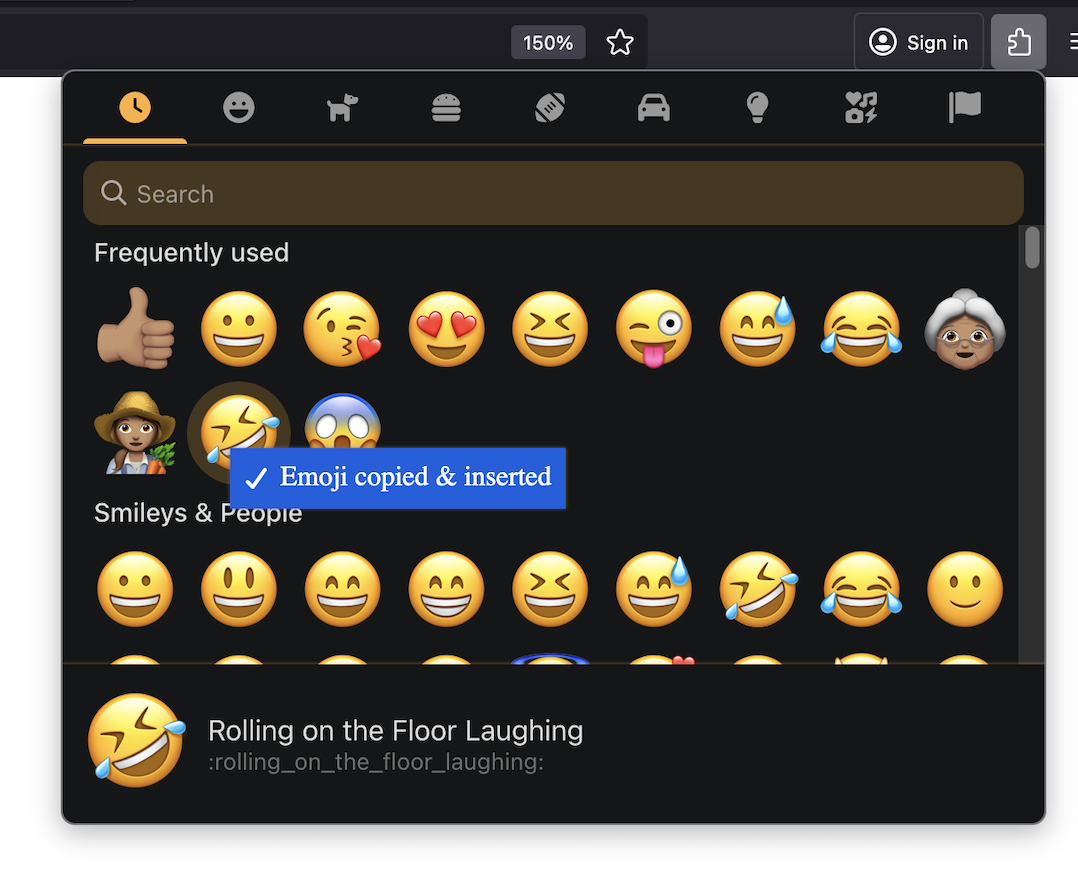 150%
Sign in
Search
Frequently used
Emoji copied & inserted
Smileys & People
Rolling on the Floor Laughing
:rolling_on_the_floor_laughing: